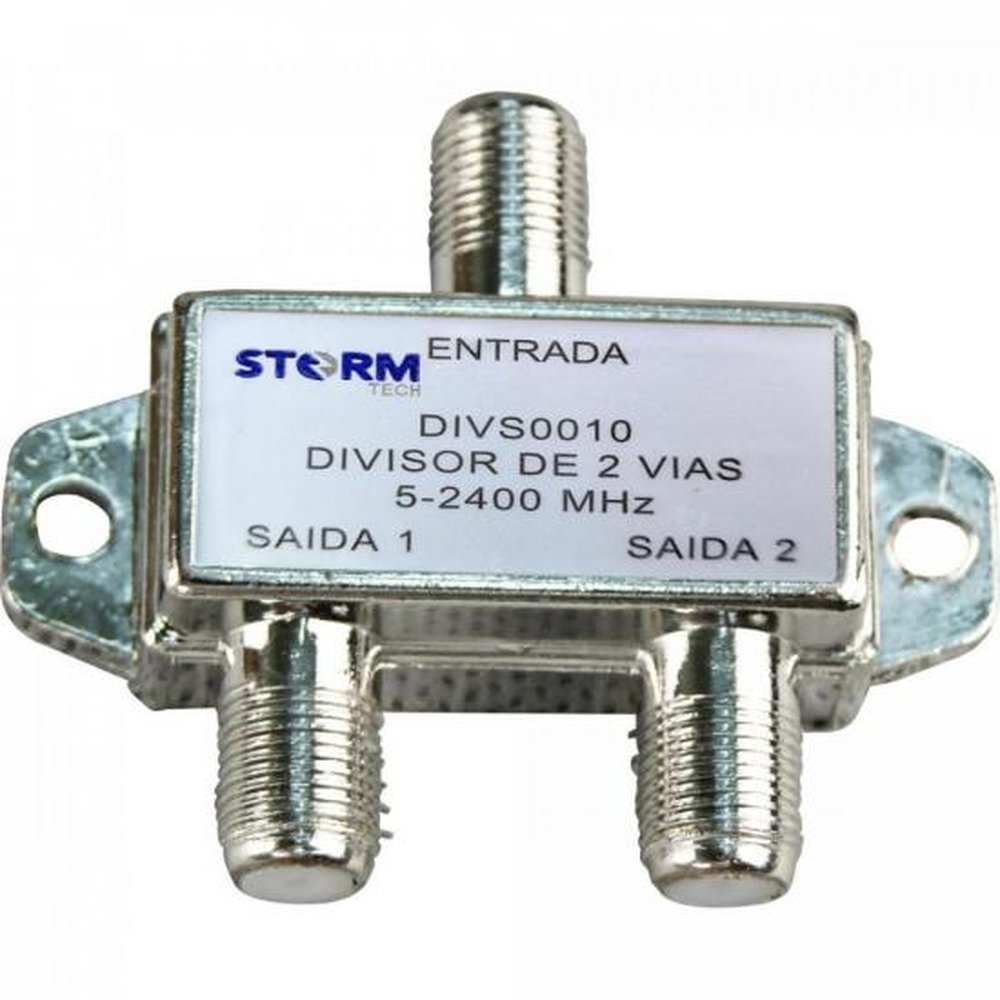 STORM ENTRADA
TECH
DIVS0010
DIVISOR DE 2 VIAS
5-2400 MHz
SAIDA 1 SAIDA 2